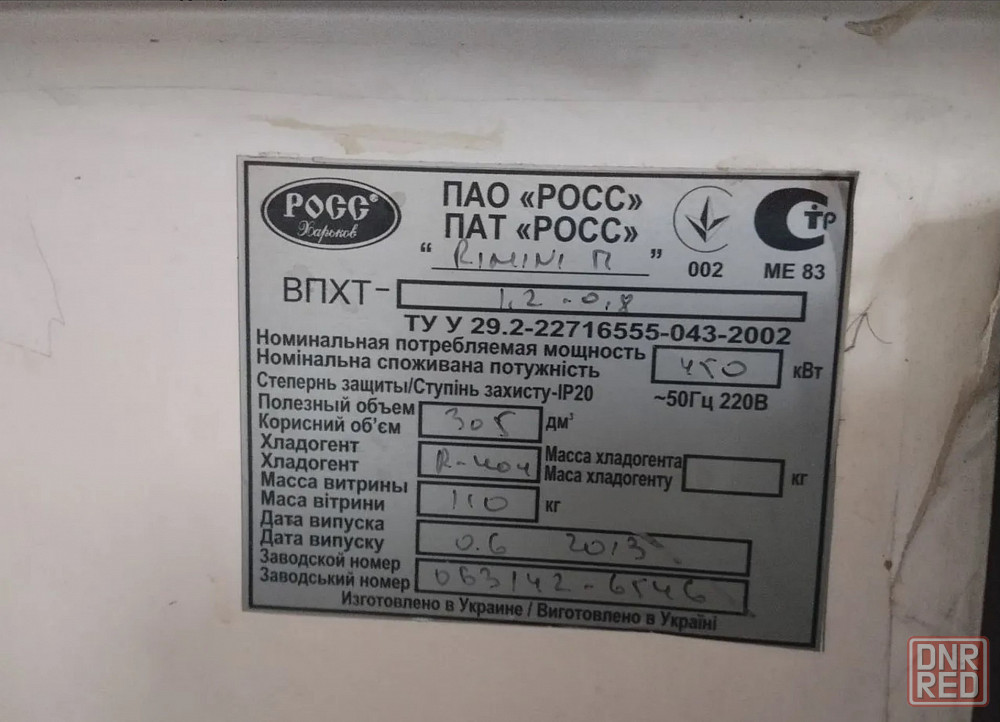 РОСС® Харьков
ПАО «РОСС»
ПАТ «РОСС»
“ RIMINI П ”
002
ТР
МЕ 83
ВПХТ- 1,2-0,8
ТУ У 29.2-22716555-043-2002
Номинальная потребляемая мощность
Номінальна споживана потужність
450 кВт
Степернь защиты/Ступінь захисту-IP20
~50Гц 220В
Полезный объем
Корисний об’єм
305 дм³
Хладогент
Хладогент
R-404
Масса хладогента
Маса хладогенту
кг
Масса витрины
Маса вітрини
110 кг
Дата випуска
Дата випуску
0.6 2013
Заводской номер
Заводський номер
063142-6546
Изготовлено в Украине / Виготовлено в Україні
DNR
RED